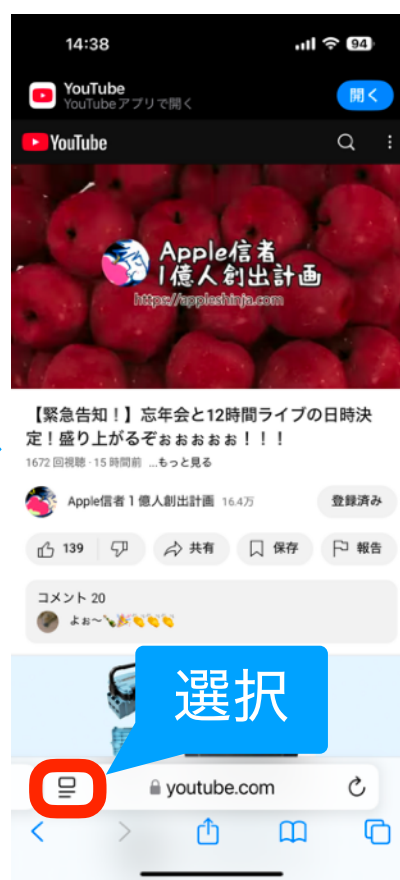 14:38
94
YouTube
YouTubeアプリで開く
開く
YouTube
Apple信者
1億人創出計画
https://appleshinja.com
【緊急告知！】忘年会と12時間ライブの日時決
定！盛り上がるぞぉぉぉぉぉ！！！
1672 回視聴・15 時間前 ...もっと見る
Apple信者 1 億人創出計画 16.4万
登録済み
139
共有
保存
報告
コメント 20
よぉ〜🍾🎉👏👏👏
選択
youtube.com